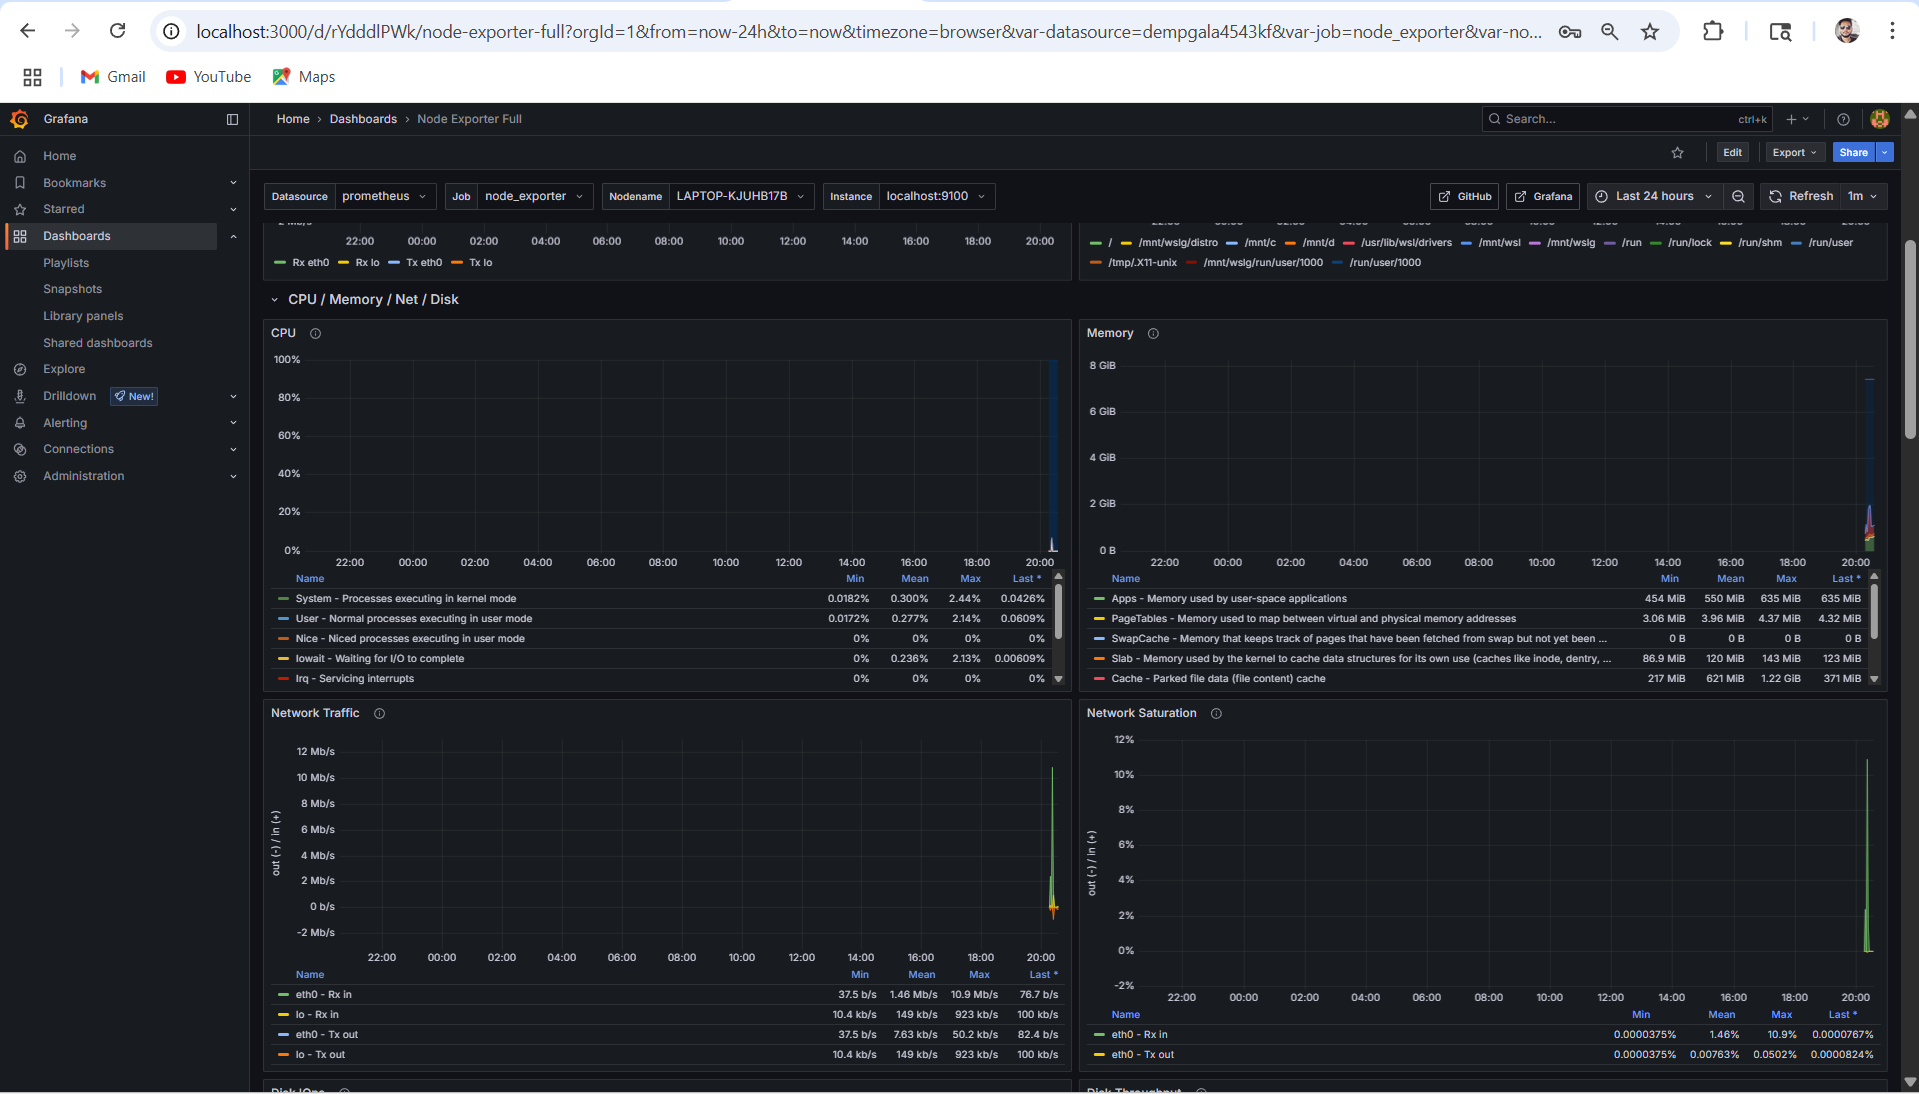 localhost:3000/d/rYdddlPWk/node-exporter-full?orgId=1&from=now-24h&to=now&timezone=browser&var-datasource=dempgala4543kf&var-job=node_exporter&var-no...
Gmail YouTube Maps
Grafana
Home › Dashboards › Node Exporter Full
Search... ctrl+k
Home
Bookmarks
Starred
Dashboards
Playlists
Snapshots
Library panels
Shared dashboards
Explore
Drilldown New!
Alerting
Connections
Administration
Edit Export Share
Datasource prometheus Job node_exporter Nodename LAPTOP-KJUHB17B Instance localhost:9100
GitHub Grafana Last 24 hours Refresh 1m
22:00 00:00 02:00 04:00 06:00 08:00 10:00 12:00 14:00 16:00 18:00 20:00
Rx eth0 Rx lo Tx eth0 Tx lo
/ /mnt/wslg/distro /mnt/c /mnt/d /usr/lib/wsl/drivers /mnt/wsl /mnt/wslg /run /run/lock /run/shm /run/user
/tmp/.X11-unix /mnt/wslg/run/user/1000 /run/user/1000
CPU / Memory / Net / Disk
CPU
100%
80%
60%
40%
20%
0%
22:00 00:00 02:00 04:00 06:00 08:00 10:00 12:00 14:00 16:00 18:00 20:00
Name Min Mean Max Last *
System - Processes executing in kernel mode 0.0182% 0.300% 2.44% 0.0426%
User - Normal processes executing in user mode 0.0172% 0.277% 2.14% 0.0609%
Nice - Niced processes executing in user mode 0% 0% 0% 0%
Iowait - Waiting for I/O to complete 0% 0.236% 2.13% 0.00609%
Irq - Servicing interrupts 0% 0% 0% 0%
Memory
8 GiB
6 GiB
4 GiB
2 GiB
0 B
22:00 00:00 02:00 04:00 06:00 08:00 10:00 12:00 14:00 16:00 18:00 20:00
Name Min Mean Max Last *
Apps - Memory used by user-space applications 454 MiB 550 MiB 635 MiB 635 MiB
PageTables - Memory used to map between virtual and physical memory addresses 3.06 MiB 3.96 MiB 4.37 MiB 4.32 MiB
SwapCache - Memory that keeps track of pages that have been fetched from swap but not yet been ... 0 B 0 B 0 B 0 B
Slab - Memory used by the kernel to cache data structures for its own use (caches like inode, dentry, ... 86.9 MiB 120 MiB 143 MiB 123 MiB
Cache - Parked file data (file content) cache 217 MiB 621 MiB 1.22 GiB 371 MiB
Network Traffic
out (-) / in (+)
12 Mb/s
10 Mb/s
8 Mb/s
6 Mb/s
4 Mb/s
2 Mb/s
0 b/s
-2 Mb/s
22:00 00:00 02:00 04:00 06:00 08:00 10:00 12:00 14:00 16:00 18:00 20:00
Name Min Mean Max Last *
eth0 - Rx in 37.5 b/s 1.46 Mb/s 10.9 Mb/s 76.7 b/s
lo - Rx in 10.4 kb/s 149 kb/s 923 kb/s 100 kb/s
eth0 - Tx out 37.5 b/s 7.63 kb/s 50.2 kb/s 82.4 b/s
lo - Tx out 10.4 kb/s 149 kb/s 923 kb/s 100 kb/s
Network Saturation
out (-) / in (+)
12%
10%
8%
6%
4%
2%
0%
-2%
22:00 00:00 02:00 04:00 06:00 08:00 10:00 12:00 14:00 16:00 18:00 20:00
Name Min Mean Max Last *
eth0 - Rx in 0.0000375% 1.46% 10.9% 0.0000767%
eth0 - Tx out 0.0000375% 0.00763% 0.0502% 0.0000824%